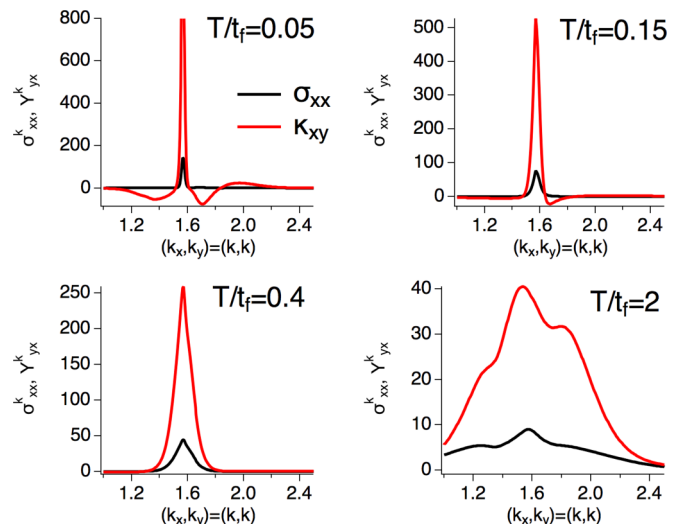 T/t_f=0.05
800
600
400
200
0
σ^k_xx, Y^k_yx
σ_xx
κ_xy
1.2 1.6 2.0 2.4
(k_x,k_y)=(k,k)
T/t_f=0.15
500
400
300
200
100
0
σ^k_xx, Y^k_yx
1.2 1.6 2.0 2.4
(k_x,k_y)=(k,k)
T/t_f=0.4
250
200
150
100
50
0
σ^k_xx, Y^k_yx
1.2 1.6 2.0 2.4
(k_x,k_y)=(k,k)
T/t_f=2
40
30
20
10
0
σ^k_xx, Y^k_yx
1.2 1.6 2.0 2.4
(k_x,k_y)=(k,k)